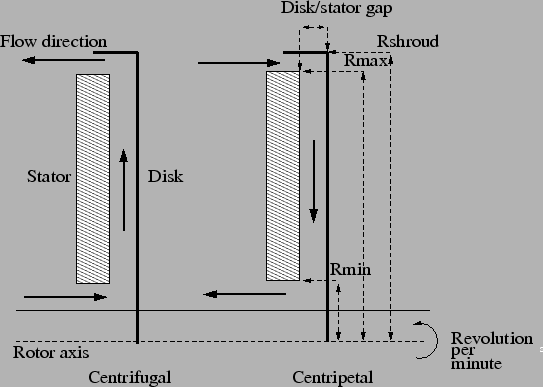 Disk/stator gap
Flow direction
Rshroud
Rmax
Stator
Disk
Rmin
Rotor axis
Revolution
per
minute
Centrifugal
Centripetal